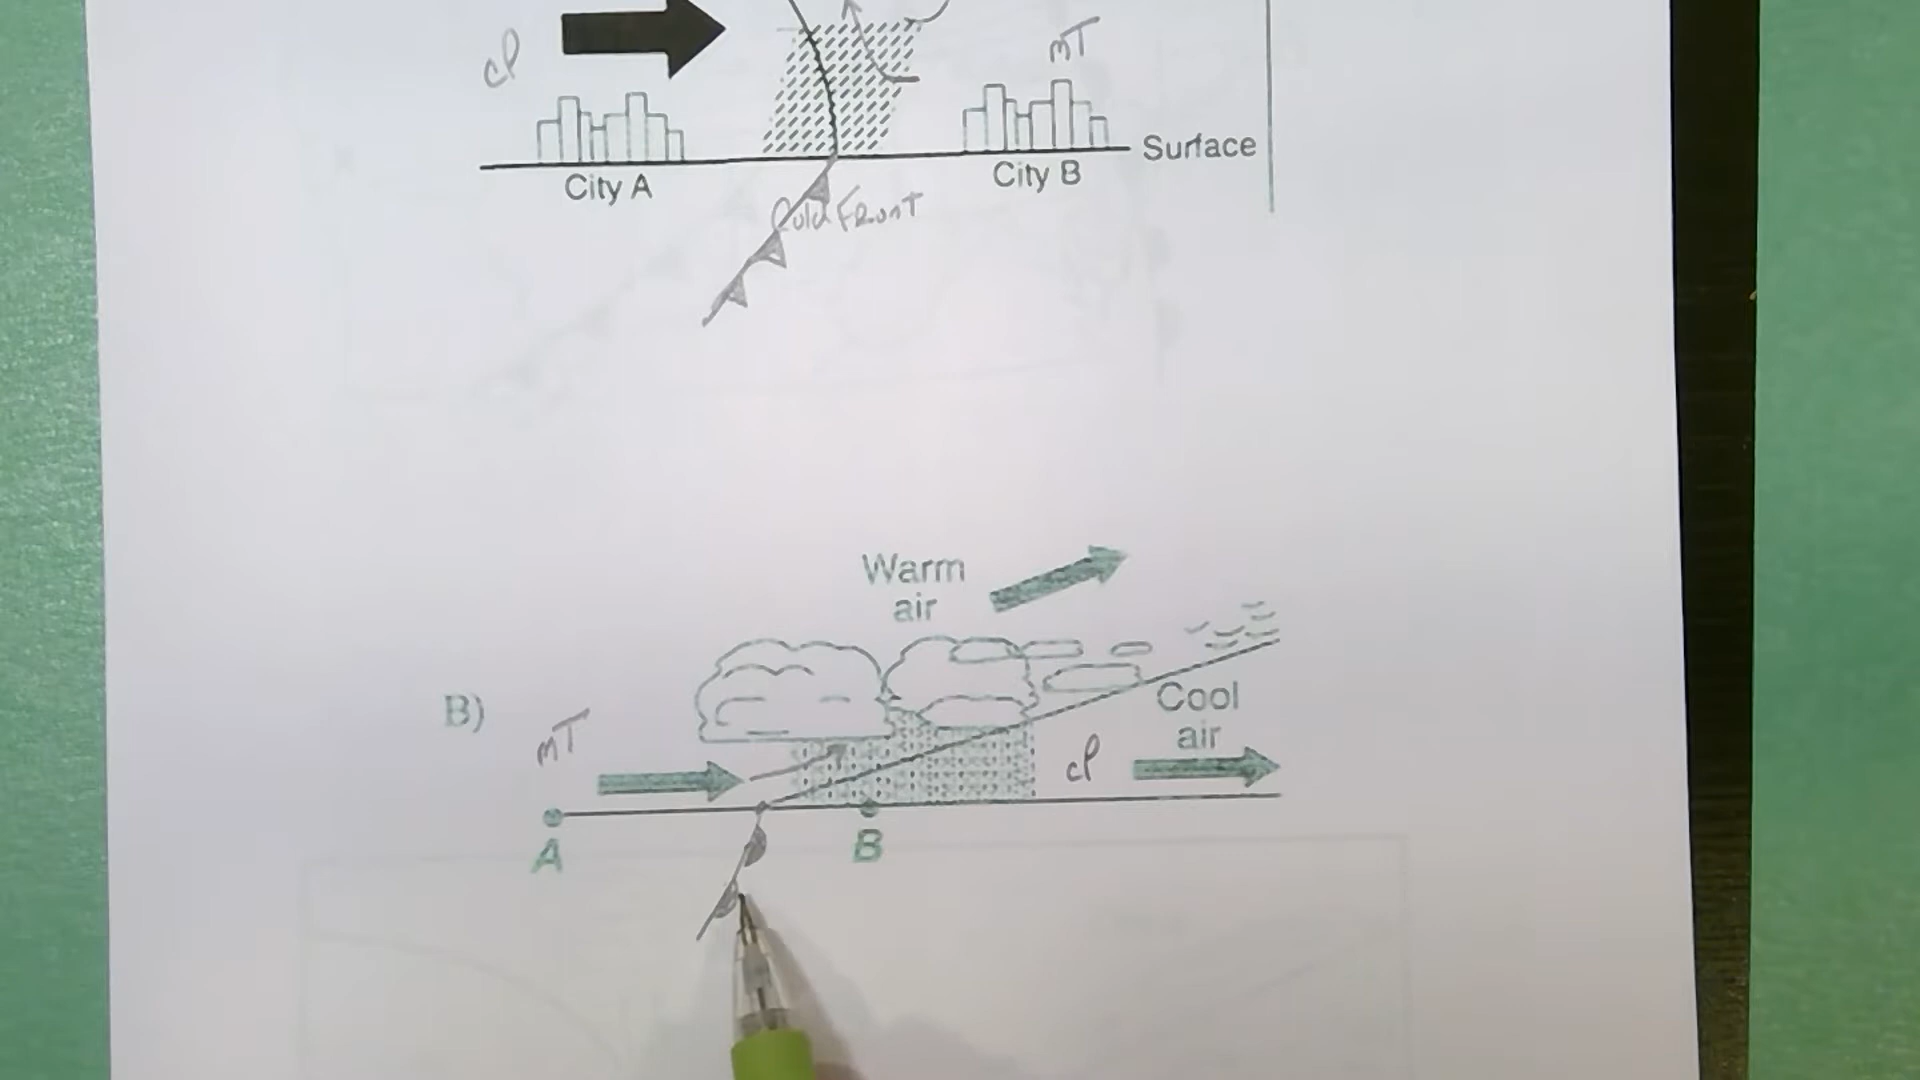 cP
mT
Surface
City A
City B
Cold Front
Warm
air
B)
mT
Cool
air
cP
A
B